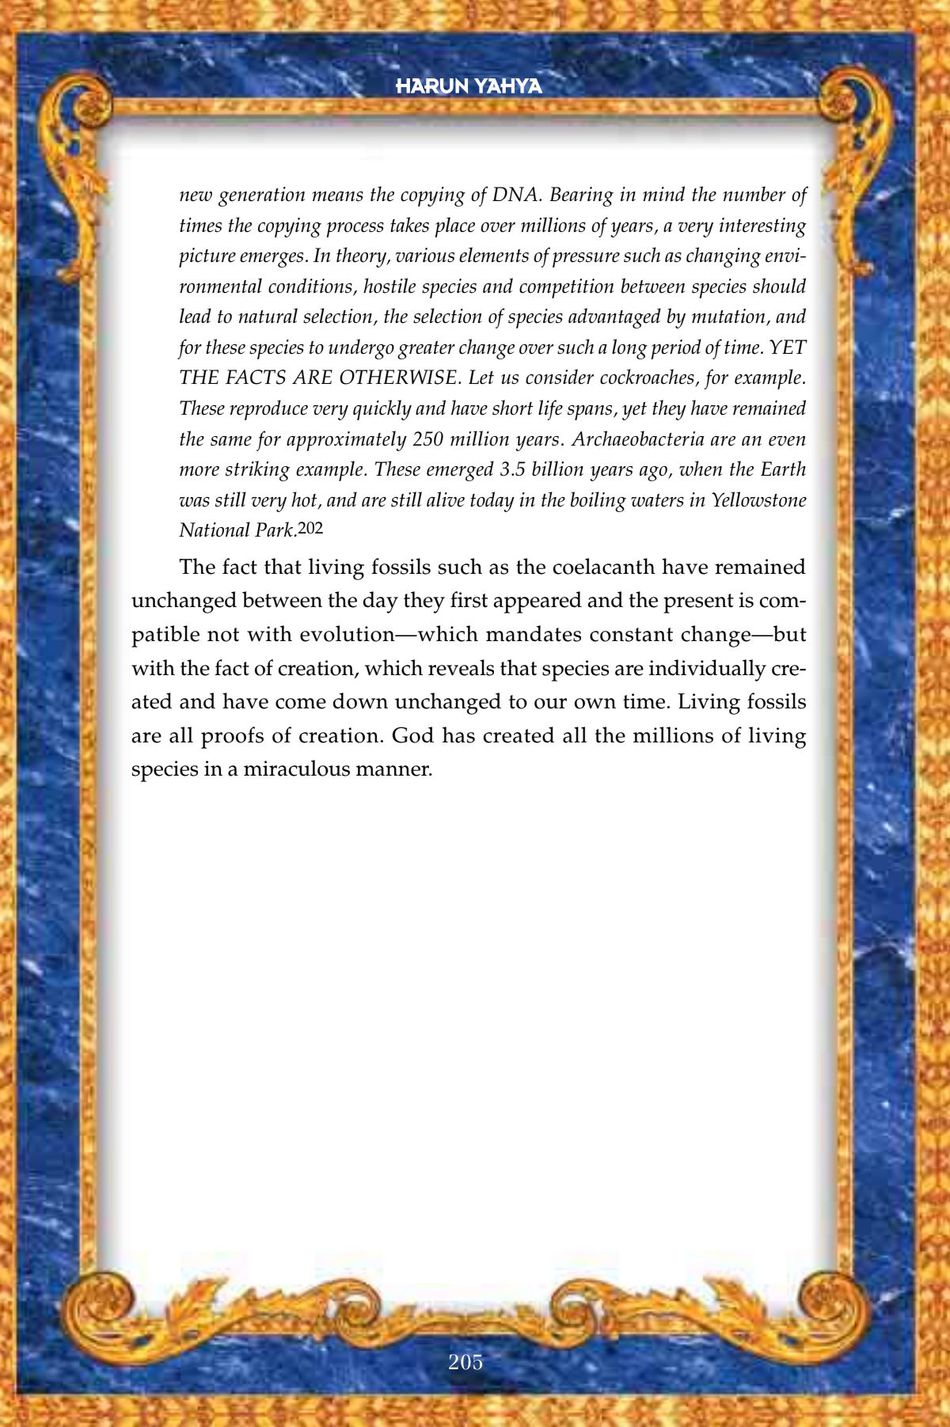 HARUN YAHYA
new generation means the copying of DNA. Bearing in mind the number of
times the copying process takes place over millions of years, a very interesting
picture emerges. In theory, various elements of pressure such as changing envi-
ronmental conditions, hostile species and competition between species should
lead to natural selection, the selection of species advantaged by mutation, and
for these species to undergo greater change over such a long period of time. YET
THE FACTS ARE OTHERWISE. Let us consider cockroaches, for example.
These reproduce very quickly and have short life spans, yet they have remained
the same for approximately 250 million years. Archaeobacteria are an even
more striking example. These emerged 3.5 billion years ago, when the Earth
was still very hot, and are still alive today in the boiling waters in Yellowstone
National Park.202
The fact that living fossils such as the coelacanth have remained
unchanged between the day they first appeared and the present is com-
patible not with evolution—which mandates constant change—but
with the fact of creation, which reveals that species are individually cre-
ated and have come down unchanged to our own time. Living fossils
are all proofs of creation. God has created all the millions of living
species in a miraculous manner.
205